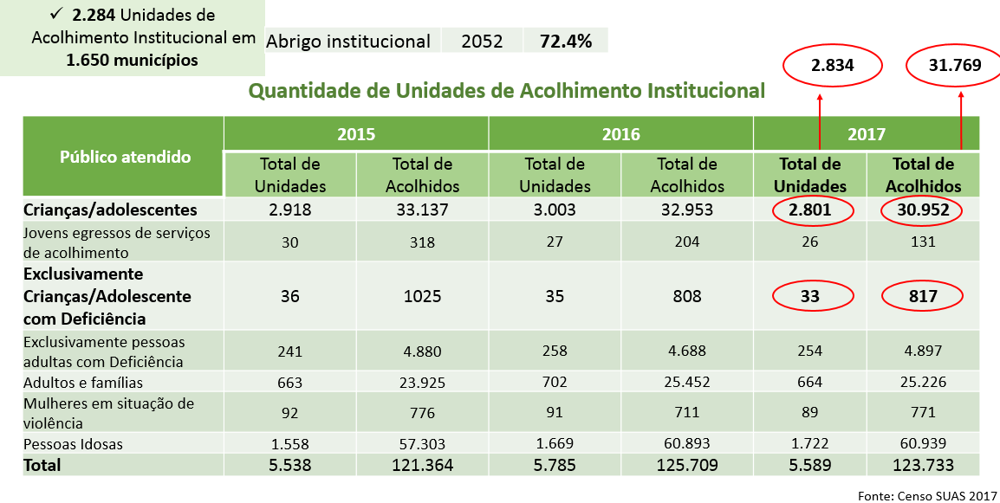 ✓ 2.284 Unidades de
Acolhimento Institucional em
1.650 municípios
Abrigo institucional 2052 72.4%
2.834 31.769
Quantidade de Unidades de Acolhimento Institucional
Público atendido 2015 2016 2017
Total de Unidades Total de Acolhidos Total de Unidades Total de Acolhidos Total de Unidades Total de Acolhidos
Crianças/adolescentes 2.918 33.137 3.003 32.953 2.801 30.952
Jovens egressos de serviços
de acolhimento 30 318 27 204 26 131
Exclusivamente
Crianças/Adolescente
com Deficiência 36 1025 35 808 33 817
Exclusivamente pessoas
adultas com Deficiência 241 4.880 258 4.688 254 4.897
Adultos e famílias 663 23.925 702 25.452 664 25.226
Mulheres em situação de
violência 92 776 91 711 89 771
Pessoas Idosas 1.558 57.303 1.669 60.893 1.722 60.939
Total 5.538 121.364 5.785 125.709 5.589 123.733
Fonte: Censo SUAS 2017